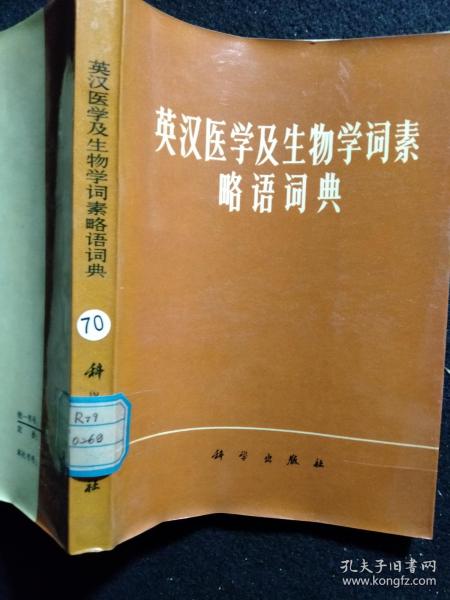 英汉医学及生物学词素
略语词典
科学出版社
英汉医学及生物学词素略语词典
70
科
社
R79
0268
孔夫子旧书网
www.kongfz.com